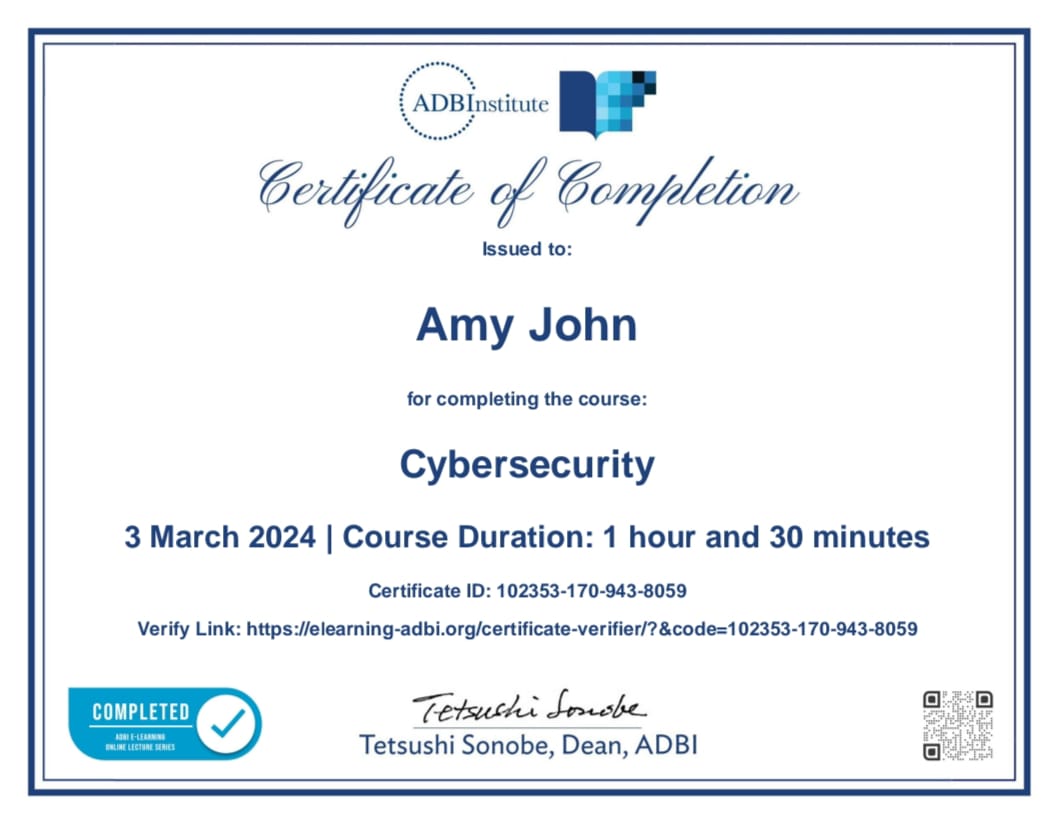 ADBInstitute
Certificate of Completion
Issued to:
Amy John
for completing the course:
Cybersecurity
3 March 2024 | Course Duration: 1 hour and 30 minutes
Certificate ID: 102353-170-943-8059
Verify Link: https://elearning-adbi.org/certificate-verifier/?&code=102353-170-943-8059
COMPLETED
ADBI E-LEARNING
ONLINE LECTURE SERIES
Tetsushi Sonobe
Tetsushi Sonobe, Dean, ADBI